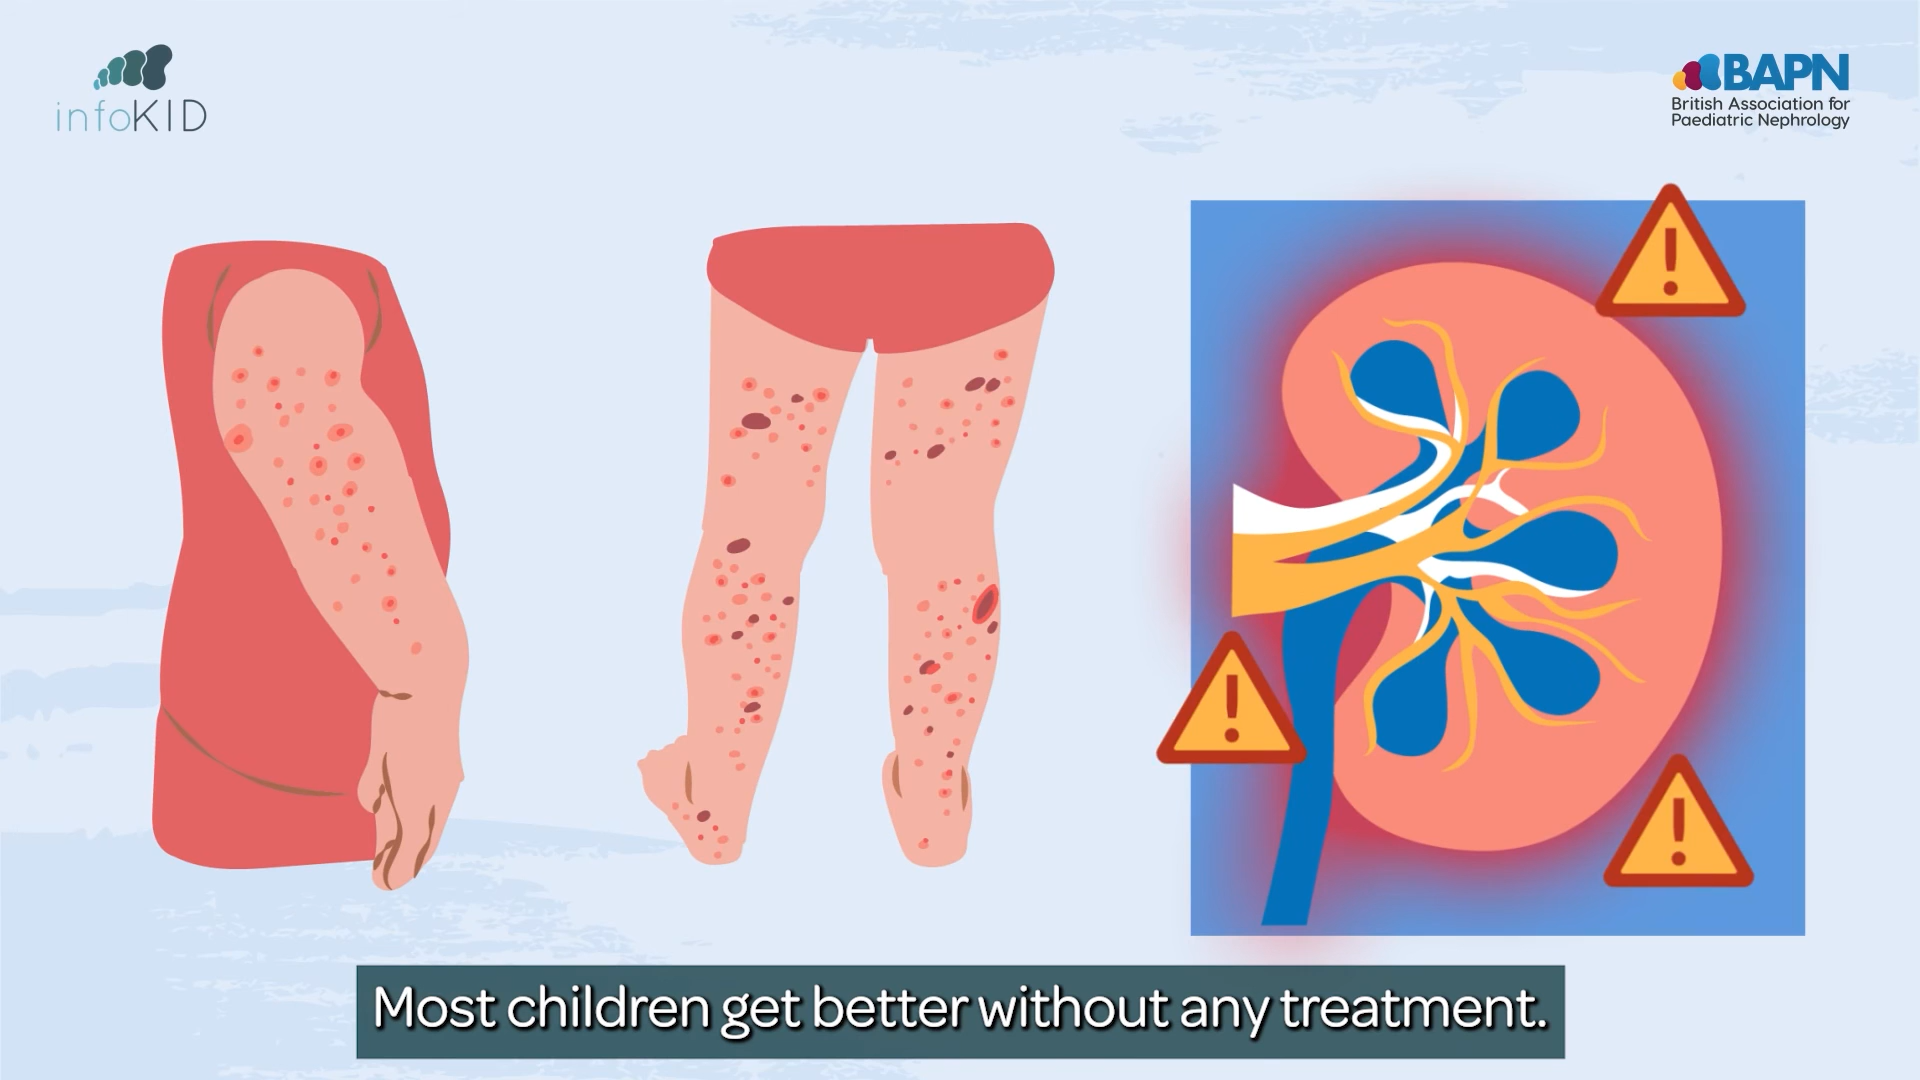 infoKID
BAPN
British Association for
Paediatric Nephrology
Most children get better without any treatment.